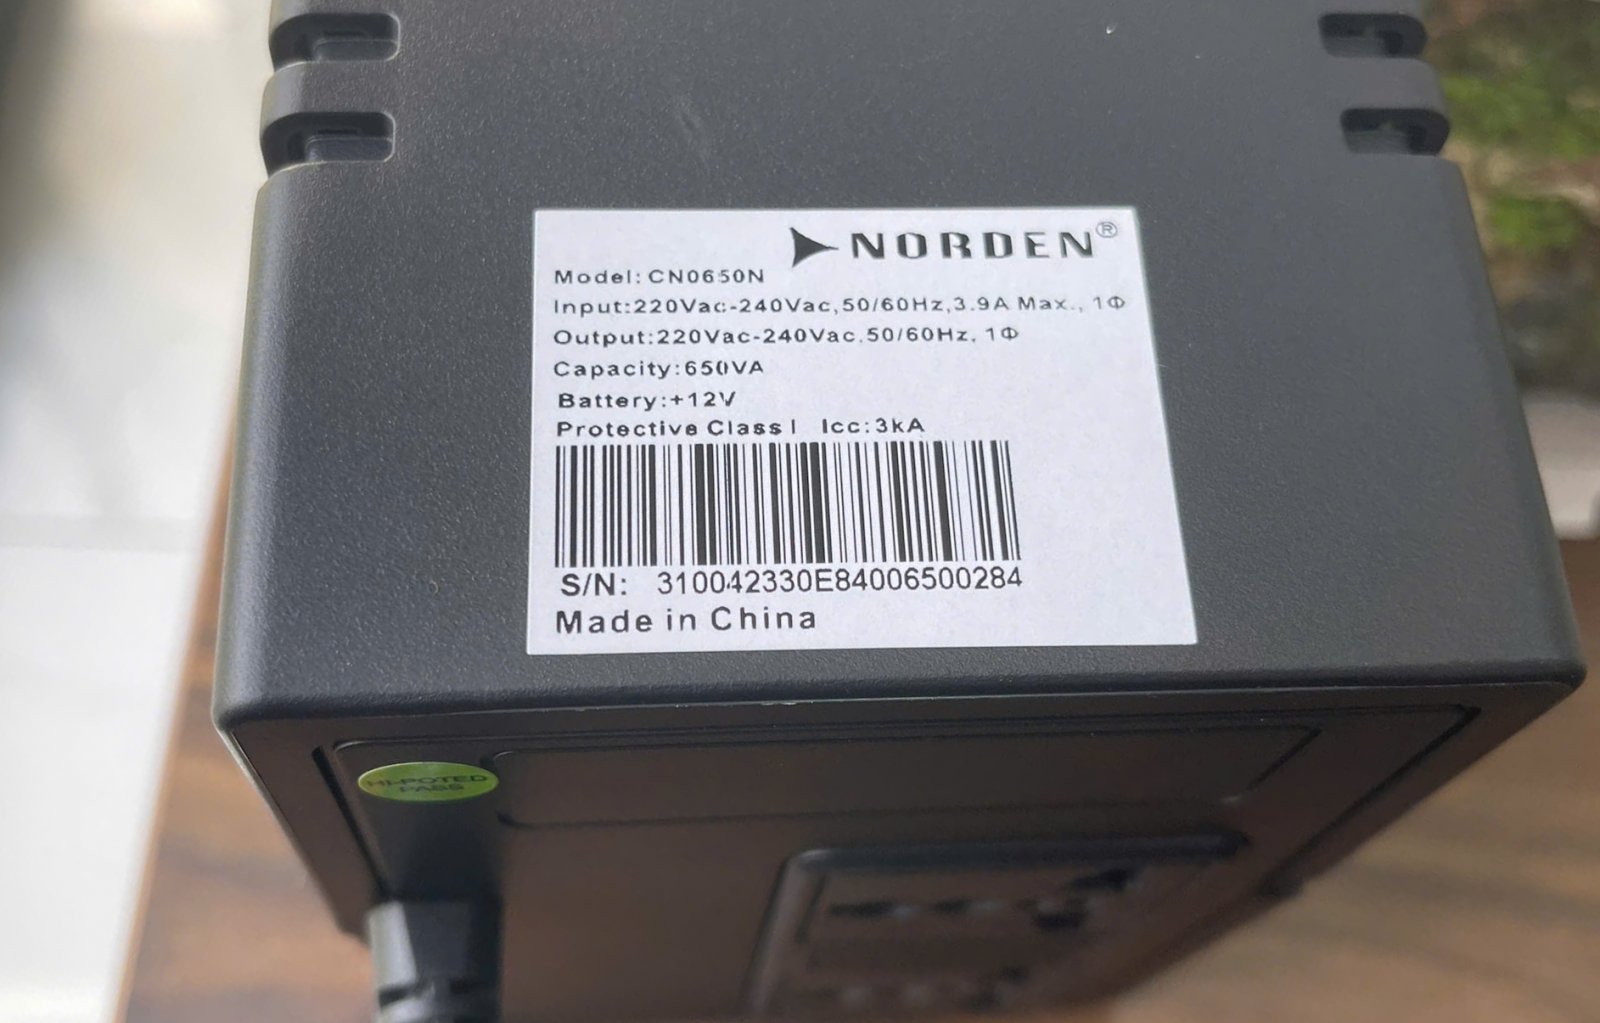 NORDEN®
Model: CN0650N
Input:220Vac-240Vac,50/60Hz,3.9A Max., 1Φ
Output:220Vac-240Vac,50/60Hz, 1Φ
Capacity:650VA
Battery:+12V
Protective Class I Icc:3kA
S/N: 310042330E84006500284
Made in China
HI-POTED
PASS